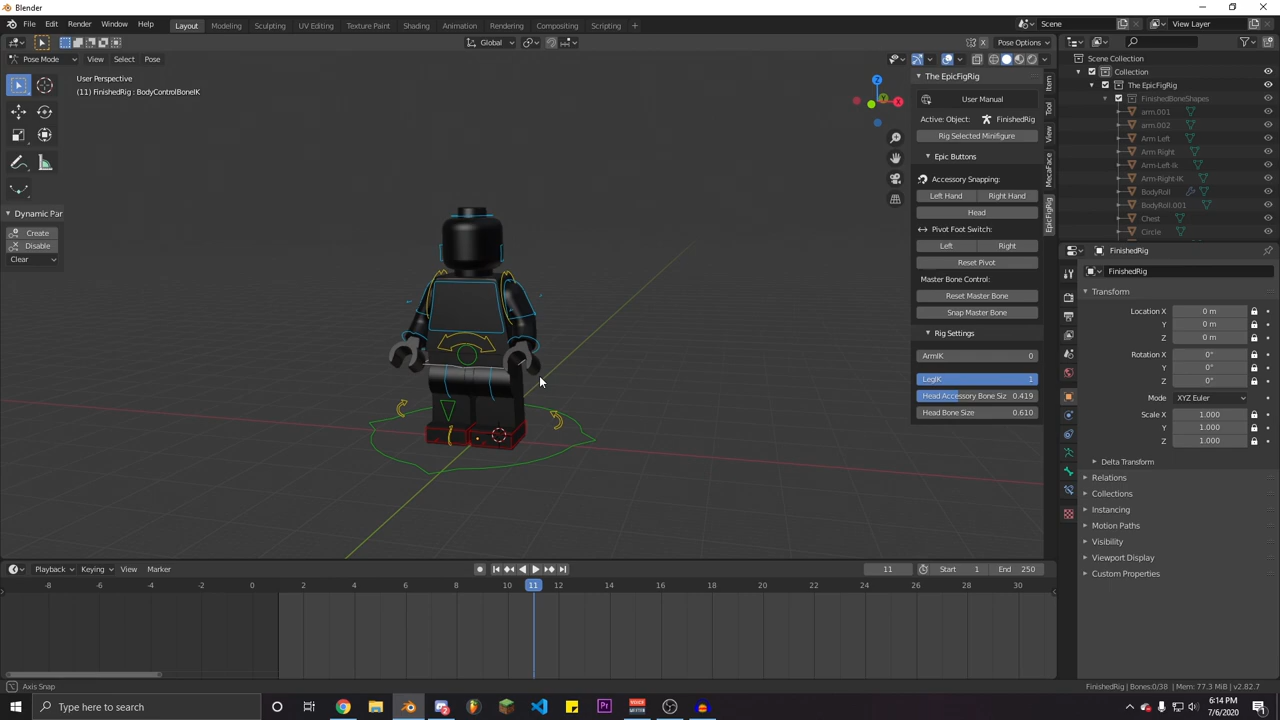 Blender
File Edit Render Window Help Layout Modeling Sculpting UV Editing Texture Paint Shading Animation Rendering Compositing Scripting + Scene View Layer
Global Pose Options
Pose Mode View Select Pose
User Perspective
(11) FinishedRig : BodyControlBoneIK
Dynamic Par
Create
Disable
Clear
Z
X
Y
The EpicFigRig
User Manual
Active: Object: FinishedRig
Rig Selected Minifigure
Epic Buttons
Accessory Snapping:
Left Hand Right Hand
Head
Pivot Foot Switch:
Left Right
Reset Pivot
Master Bone Control:
Reset Master Bone
Snap Master Bone
Rig Settings
ArmIK 0
LegIK 1
Head Accessory Bone Siz 0.419
Head Bone Size 0.610
Item
Tool
View
MecaFace
EpicFigRig
Scene Collection
Collection
The EpicFigRig
FinishedBoneShapes
arm.001
arm.002
Arm Left
Arm Right
Arm-Left-Ik
Arm-Right-IK
BodyRoll
BodyRoll.001
Chest
Circle
FinishedRig
FinishedRig
Transform
Location X 0 m
Y 0 m
Z 0 m
Rotation X 0°
Y 0°
Z 0°
Mode XYZ Euler
Scale X 1.000
Y 1.000
Z 1.000
Delta Transform
Relations
Collections
Instancing
Motion Paths
Visibility
Viewport Display
Custom Properties
Playback Keying View Marker 11 Start 1 End 250
-8 -6 -4 -2 0 2 4 6 8 10 11 12 14 16 18 20 22 24 26 28 30
Axis Snap FinishedRig | Bones:0/38 | Mem: 77.3 MiB | v2.82.7
Type here to search
Pr
6:14 PM
7/6/2020